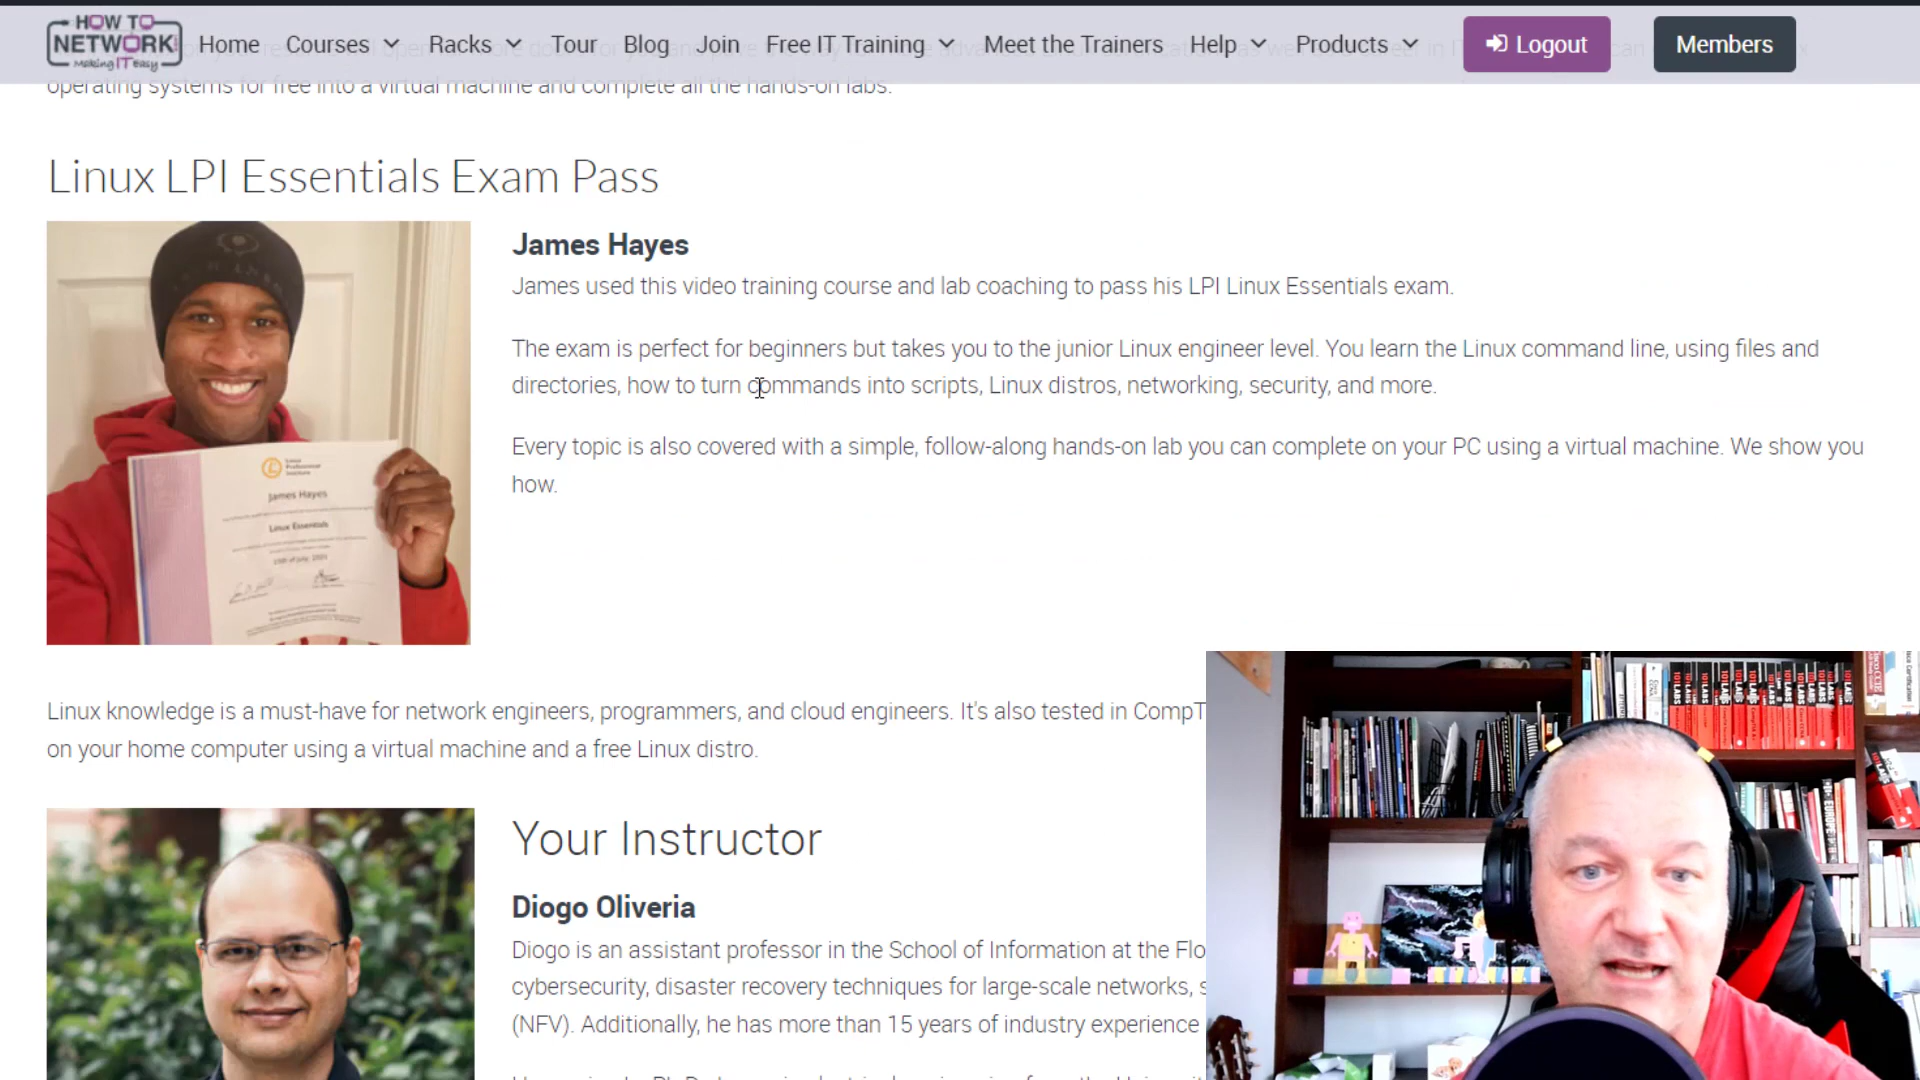 HOW TO
NETWORK
Making IT Easy
Home Courses Racks Tour Blog Join Free IT Training Meet the Trainers Help Products Logout Members
operating systems for free into a virtual machine and complete all the hands-on labs.
Linux LPI Essentials Exam Pass
James Hayes
James used this video training course and lab coaching to pass his LPI Linux Essentials exam.
The exam is perfect for beginners but takes you to the junior Linux engineer level. You learn the Linux command line, using files and
directories, how to turn commands into scripts, Linux distros, networking, security, and more.
Every topic is also covered with a simple, follow-along hands-on lab you can complete on your PC using a virtual machine. We show you
how.
Linux
Professional
Institute
James Hayes
Linux Essentials
Linux knowledge is a must-have for network engineers, programmers, and cloud engineers. It's also tested in CompT
on your home computer using a virtual machine and a free Linux distro.
Your Instructor
Diogo Oliveria
Diogo is an assistant professor in the School of Information at the Flo
cybersecurity, disaster recovery techniques for large-scale networks, s
(NFV). Additionally, he has more than 15 years of industry experience